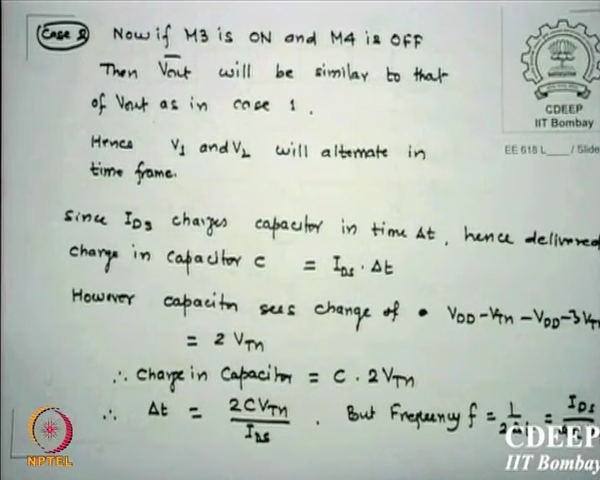 Case 2 Now if M3 is ON and M4 is OFF
Then Vout will be similar to that
of Vout as in case 1.
Hence V1 and V2 will alternate in
time frame.
CDEEP
IIT Bombay
EE 618 L___ / Slide
Since IDS charges capacitor in time Δt, hence delivered
charge in capacitor C = IDS · Δt
However capacitor sees change of • VDD-VTn-VDD-3VTn
= 2 VTn
∴ Charge in Capacitor = C · 2VTn
∴ Δt = 2CVTn / IDS . But Frequency f = 1/2Δt = IDS/
NPTEL
CDEEP
IIT Bombay